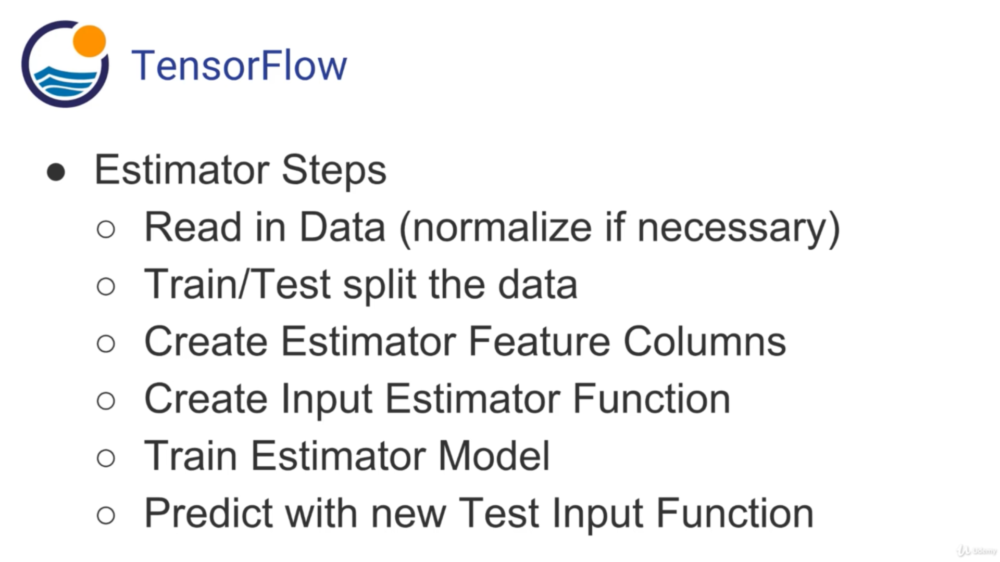 TensorFlow
● Estimator Steps
○ Read in Data (normalize if necessary)
○ Train/Test split the data
○ Create Estimator Feature Columns
○ Create Input Estimator Function
○ Train Estimator Model
○ Predict with new Test Input Function
Udemy